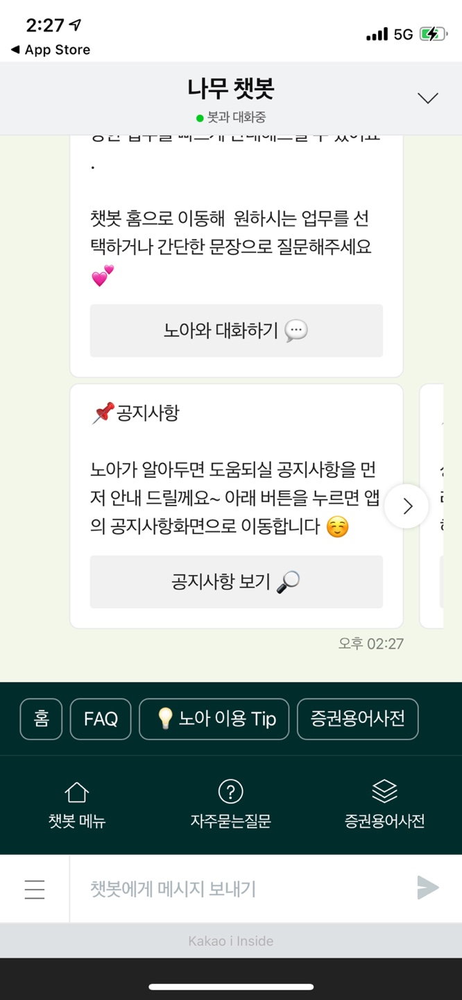 2:27
5G
◀ App Store
나무 챗봇
봇과 대화중
.
챗봇 홈으로 이동해  원하시는 업무를 선
택하거나 간단한 문장으로 질문해주세요
💕
노아와 대화하기 💬
📌공지사항
노아가 알아두면 도움되실 공지사항을 먼
저 안내 드릴께요~ 아래 버튼을 누르면 앱
의 공지사항화면으로 이동합니다 ☺️
공지사항 보기 🔎
오후 02:27
홈
FAQ
💡 노아 이용 Tip
증권용어사전
챗봇 메뉴
자주묻는질문
증권용어사전
챗봇에게 메시지 보내기
Kakao i Inside